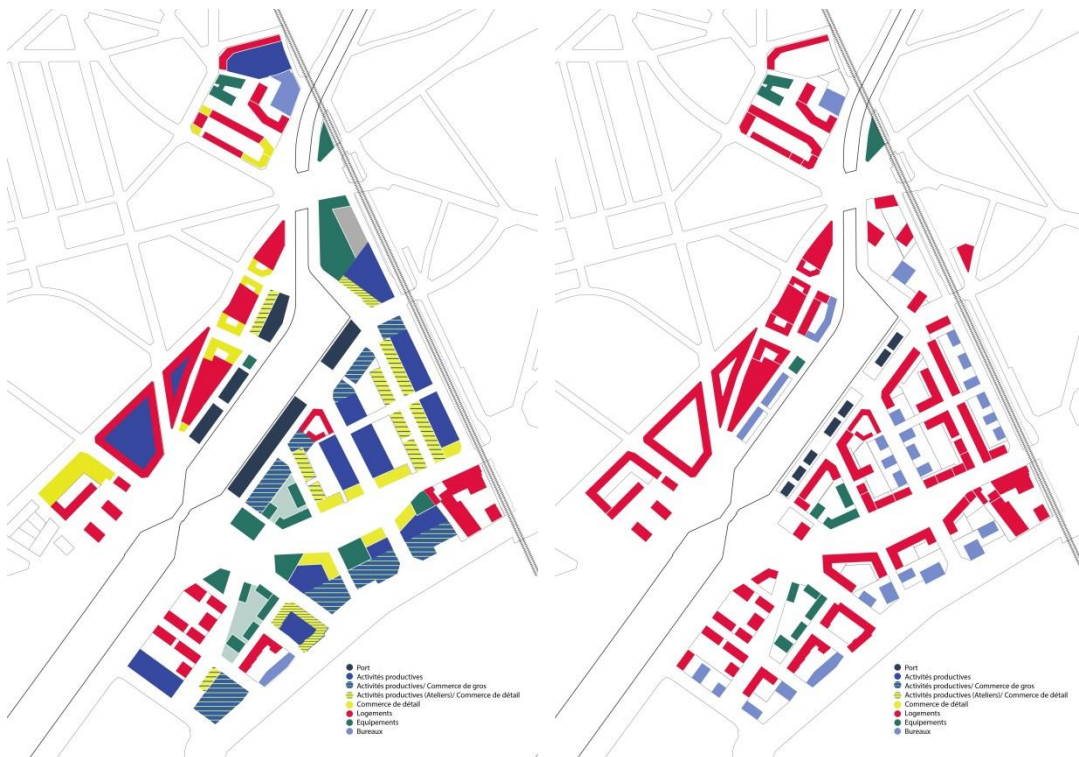 Port
Activités productives
Activités productives/ Commerce de gros
Activités productives (Ateliers)/ Commerce de détail
Commerce de détail
Logements
Equipements
Bureaux
Port
Activités productives
Activités productives/ Commerce de gros
Activités productives (Ateliers)/ Commerce de détail
Commerce de détail
Logements
Equipements
Bureaux